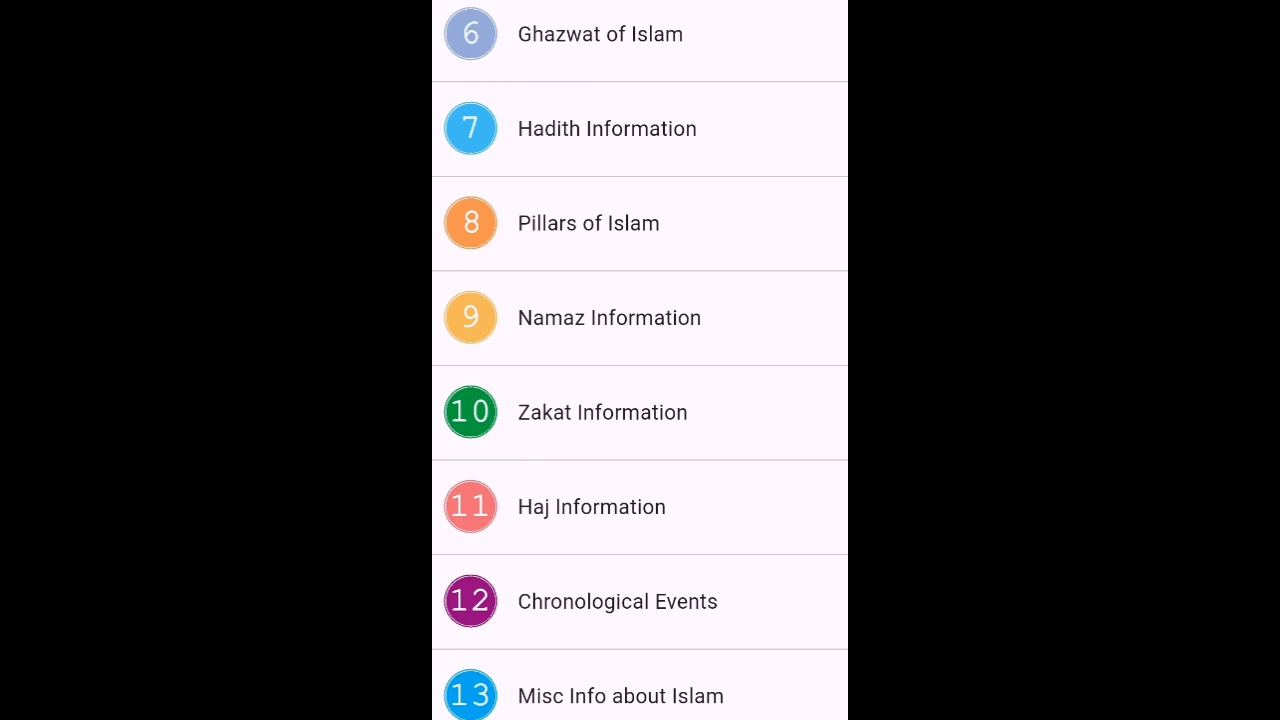 6 Ghazwat of Islam
7 Hadith Information
8 Pillars of Islam
9 Namaz Information
10 Zakat Information
11 Haj Information
12 Chronological Events
13 Misc Info about Islam